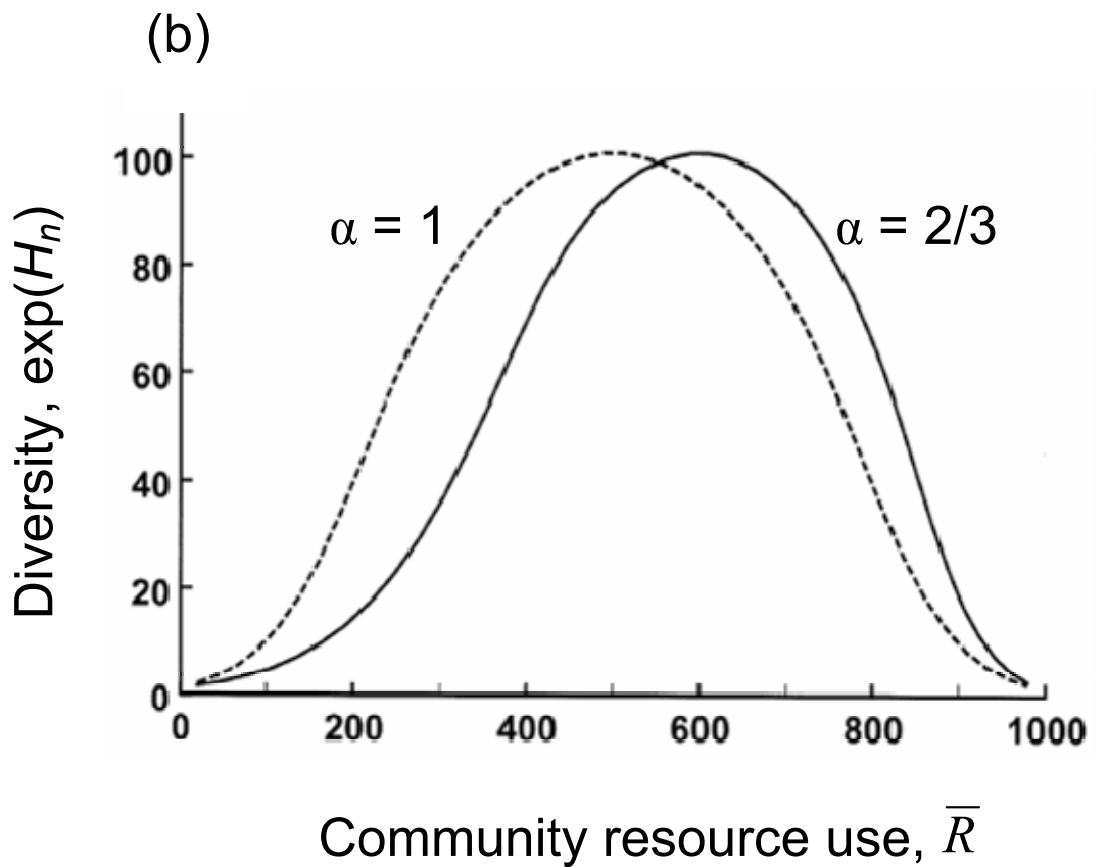 (b)
Diversity, exp(Hn)
100
80
60
40
20
0
α = 1
α = 2/3
0 200 400 600 800 1000
Community resource use, R̅